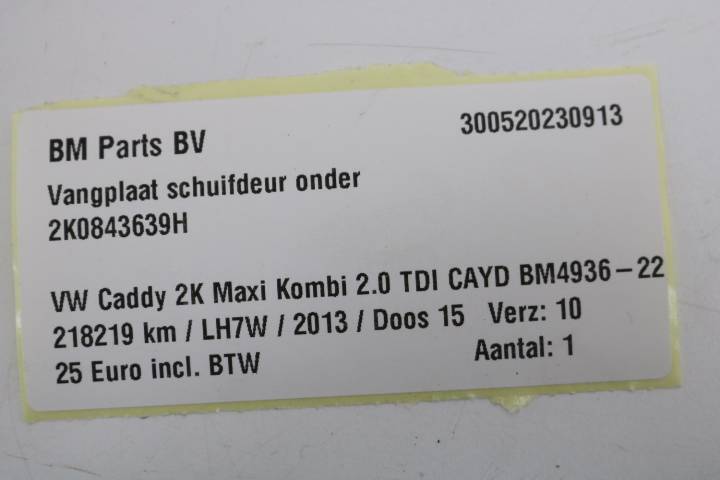 BM Parts BV 300520230913
Vangplaat schuifdeur onder
2K0843639H
VW Caddy 2K Maxi Kombi 2.0 TDI CAYD BM4936-22
218219 km / LH7W / 2013 / Doos 15 Verz: 10
25 Euro incl. BTW Aantal: 1